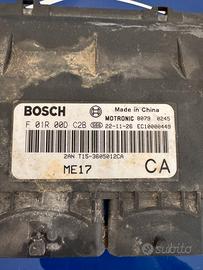 BOSCH
Made in China
MOTRONIC 8079 0245
F 01R 00D C2B 22-11-26 EC10000449
2AN T15-3605012CA
ME17
CA
subito